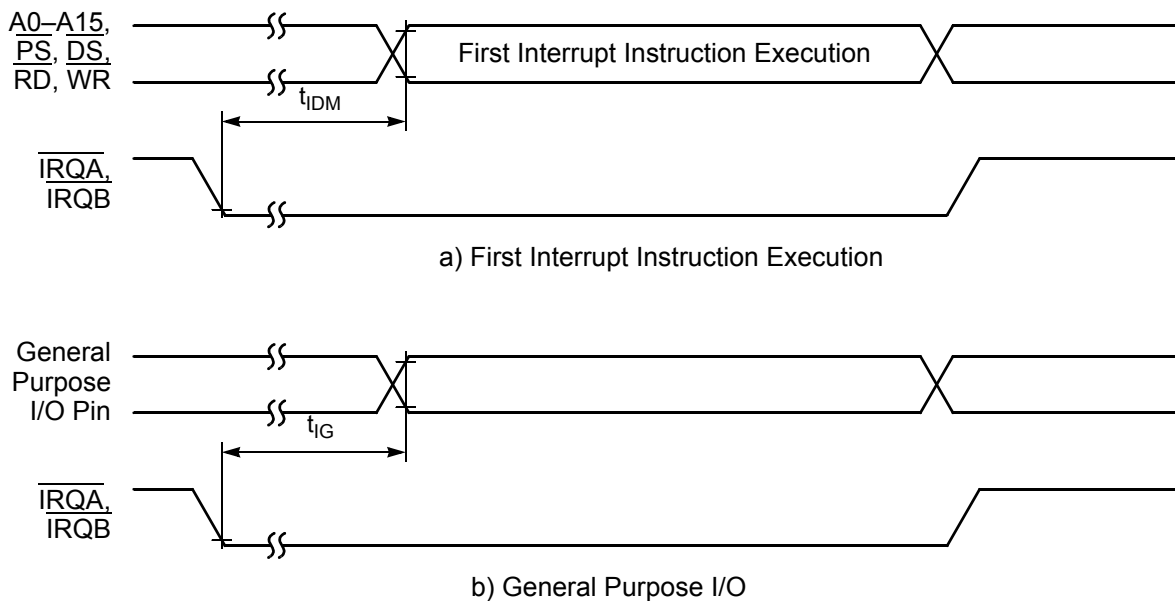 A0–A15,
PS, DS,
RD, WR
First Interrupt Instruction Execution
tIDM
IRQA,
IRQB
a) First Interrupt Instruction Execution
General
Purpose
I/O Pin
tIG
IRQA,
IRQB
b) General Purpose I/O